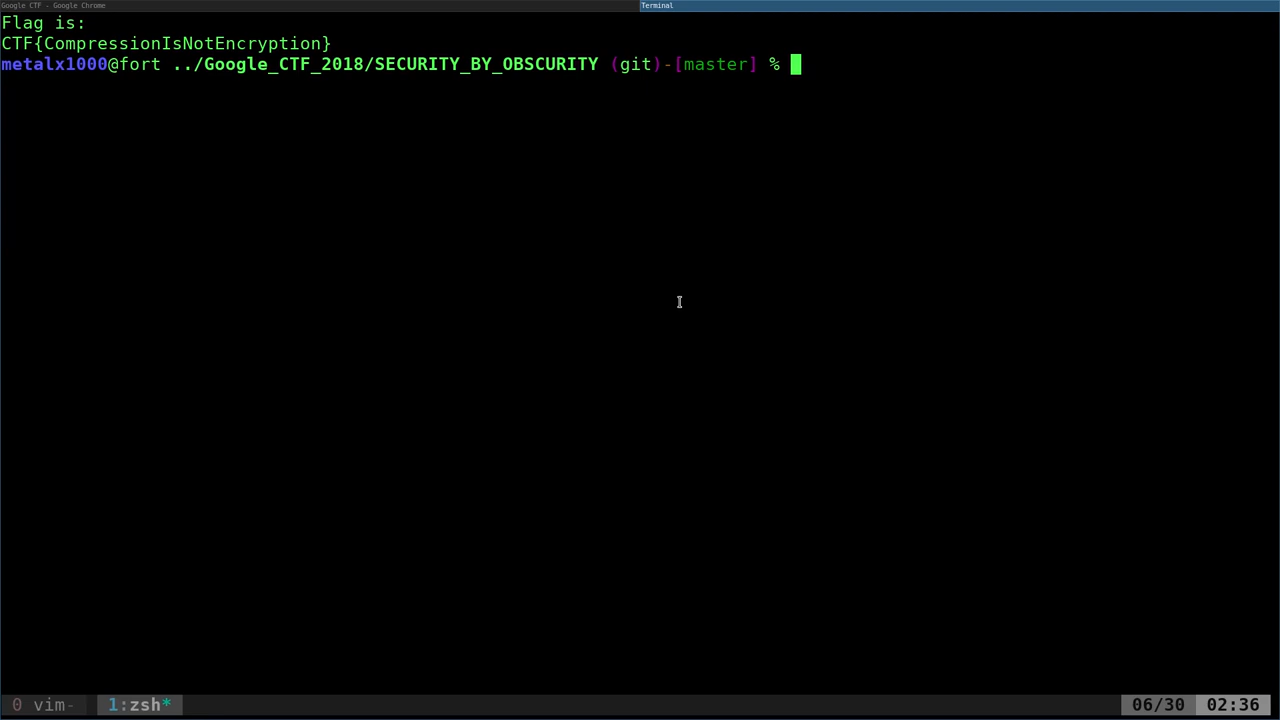 Google CTF - Google Chrome
Terminal
Flag is:
CTF{CompressionIsNotEncryption}
metalx1000@fort ../Google_CTF_2018/SECURITY_BY_OBSCURITY (git)-[master] %
0 vim- 1:zsh* 06/30 02:36